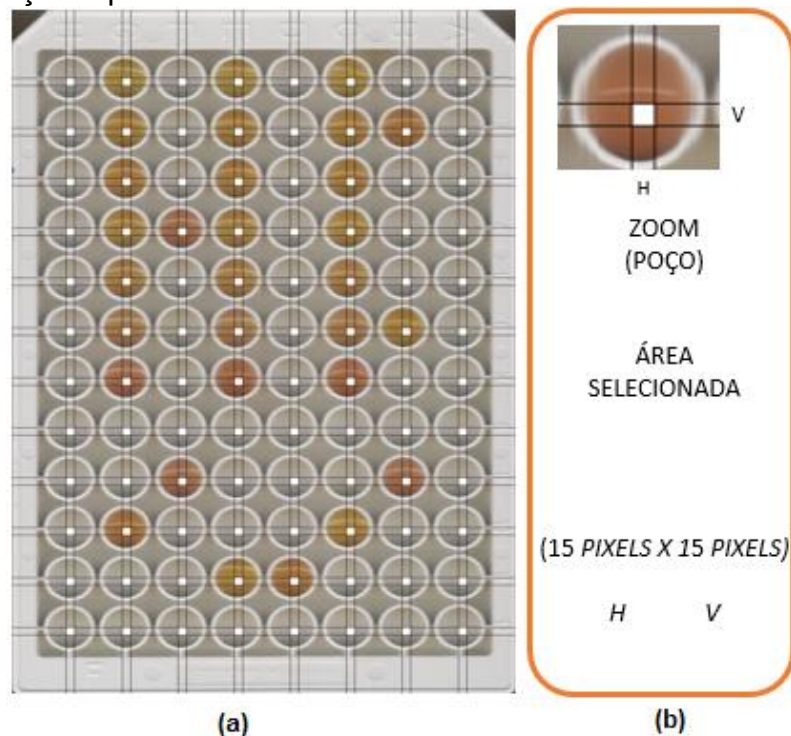 V
H
ZOOM
(POÇO)
ÁREA
SELECIONADA
(15 PIXELS X 15 PIXELS)
H V
(a) (b)